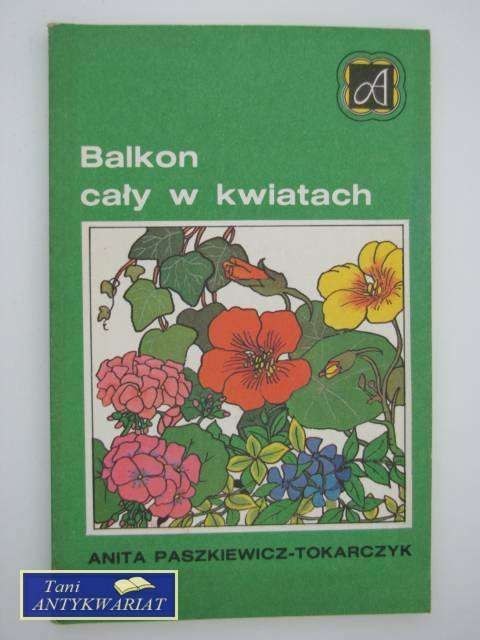 A
Balkon
cały w kwiatach
ANITA PASZKIEWICZ-TOKARCZYK
Tani
ANTYKWARIAT